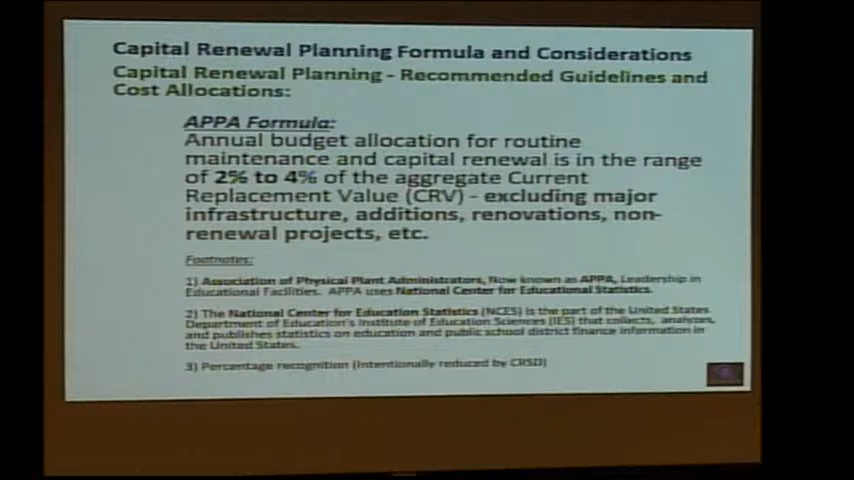 Capital Renewal Planning Formula and Considerations
Capital Renewal Planning - Recommended Guidelines and
Cost Allocations:
APPA Formula:
Annual budget allocation for routine
maintenance and capital renewal is in the range
of 2% to 4% of the aggregate Current
Replacement Value (CRV) - excluding major
infrastructure, additions, renovations, non-
renewal projects, etc.
Footnotes:
1) Association of Physical Plant Administrators, Now known as APPA, Leadership in
Educational Facilities. APPA uses National Center for Educational Statistics.
2) The National Center for Education Statistics (NCES) is the part of the United States
Department of Education's Institute of Education Sciences (IES) that collects, analyzes,
and publishes statistics on education and public school district finance information in
the United States.
3) Percentage recognition (Intentionally reduced by CRSD)